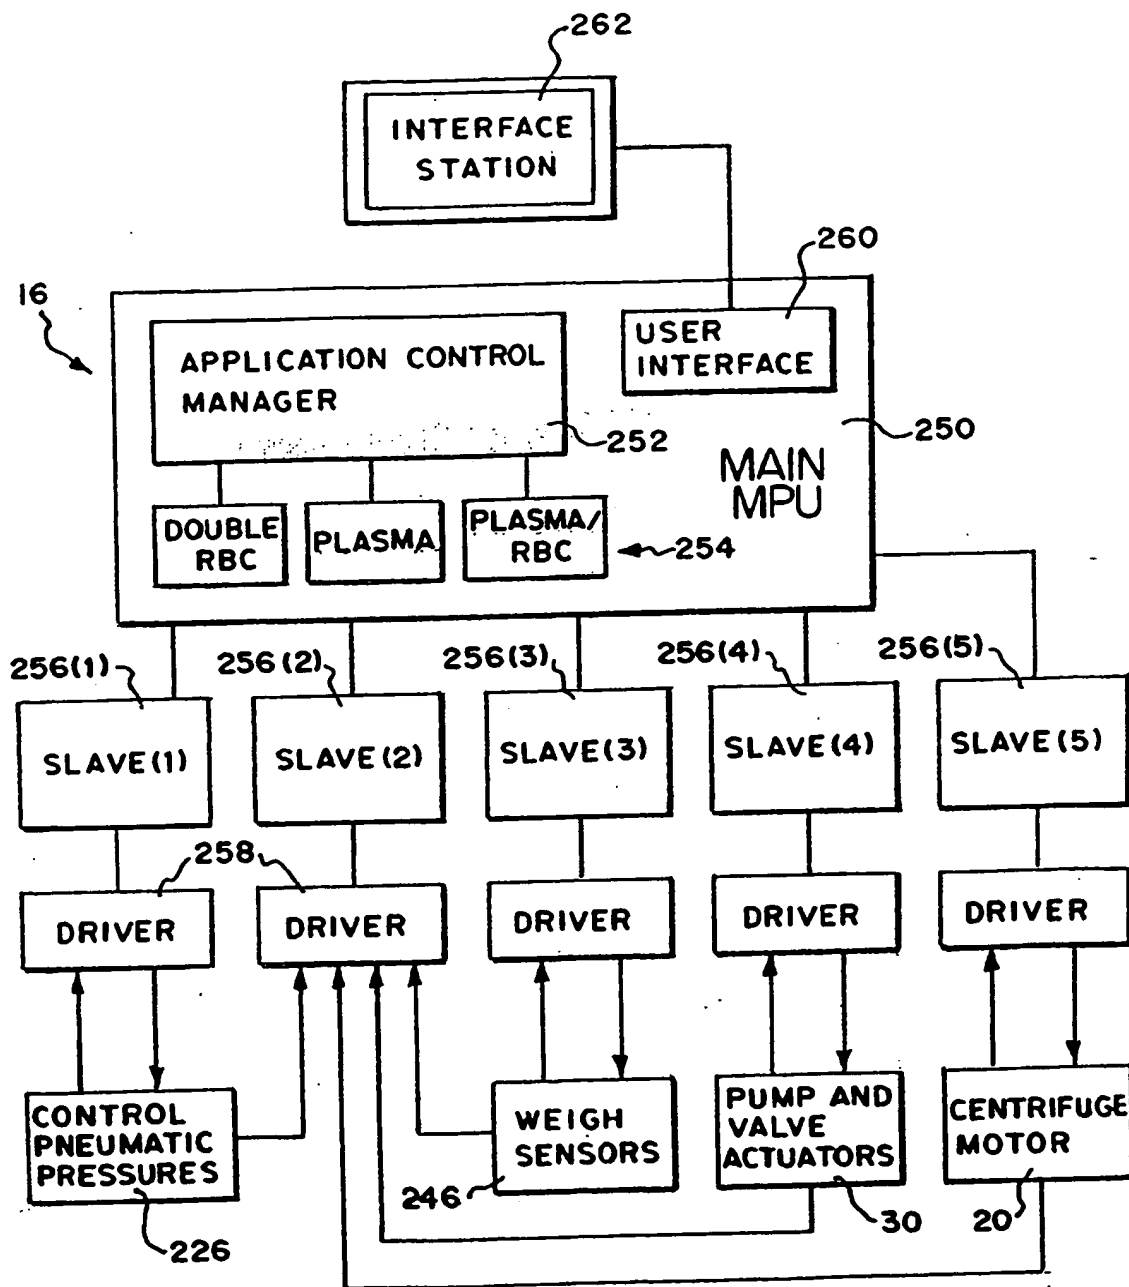 262
INTERFACE
STATION
260
16
USER
INTERFACE
APPLICATION CONTROL
MANAGER
252
250
MAIN
MPU
DOUBLE
RBC
PLASMA
PLASMA/
RBC
254
256(1)
256(2)
256(3)
256(4)
256(5)
SLAVE(1)
SLAVE(2)
SLAVE(3)
SLAVE(4)
SLAVE(5)
258
DRIVER
DRIVER
DRIVER
DRIVER
DRIVER
CONTROL
PNEUMATIC
PRESSURES
WEIGH
SENSORS
PUMP AND
VALVE
ACTUATORS
CENTRIFUGE
MOTOR
226
246
30
20